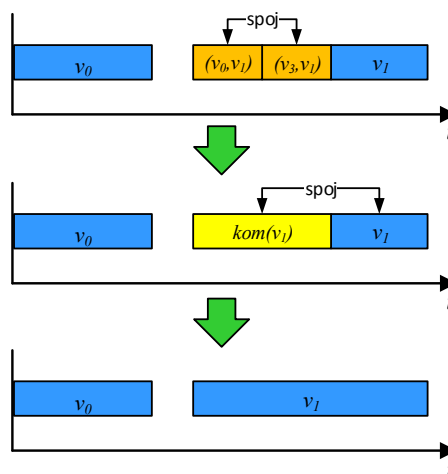 spoj
v₀ (v₀,v₁) (v₃,v₁) v₁
spoj
v₀ kom(v₁) v₁
v₀ v₁